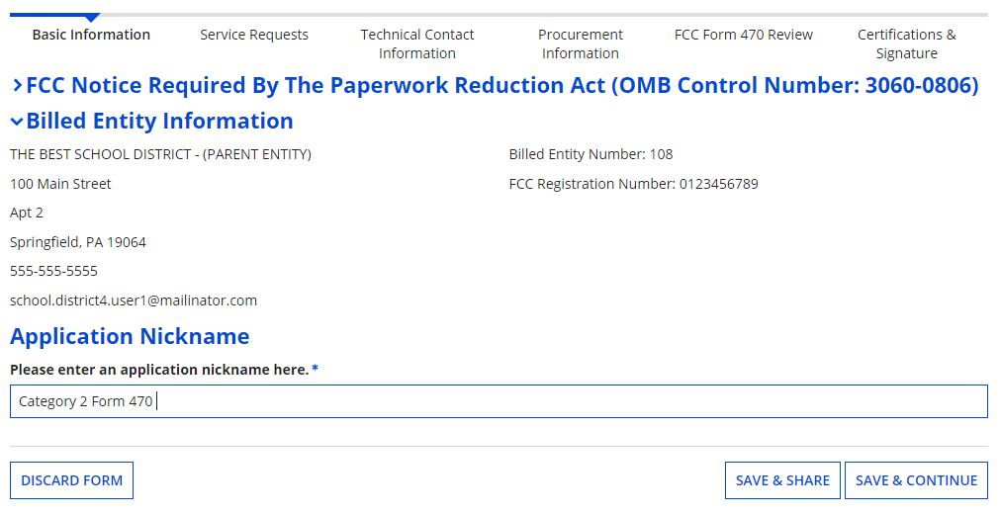 Basic Information
Service Requests
Technical Contact
Information
Procurement
Information
FCC Form 470 Review
Certifications &
Signature
FCC Notice Required By The Paperwork Reduction Act (OMB Control Number: 3060-0806)
Billed Entity Information
THE BEST SCHOOL DISTRICT - (PARENT ENTITY)
100 Main Street
Apt 2
Springfield, PA 19064
555-555-5555
school.district4.user1@mailinator.com
Billed Entity Number: 108
FCC Registration Number: 0123456789
Application Nickname
Please enter an application nickname here. *
Category 2 Form 470
DISCARD FORM
SAVE & SHARE
SAVE & CONTINUE